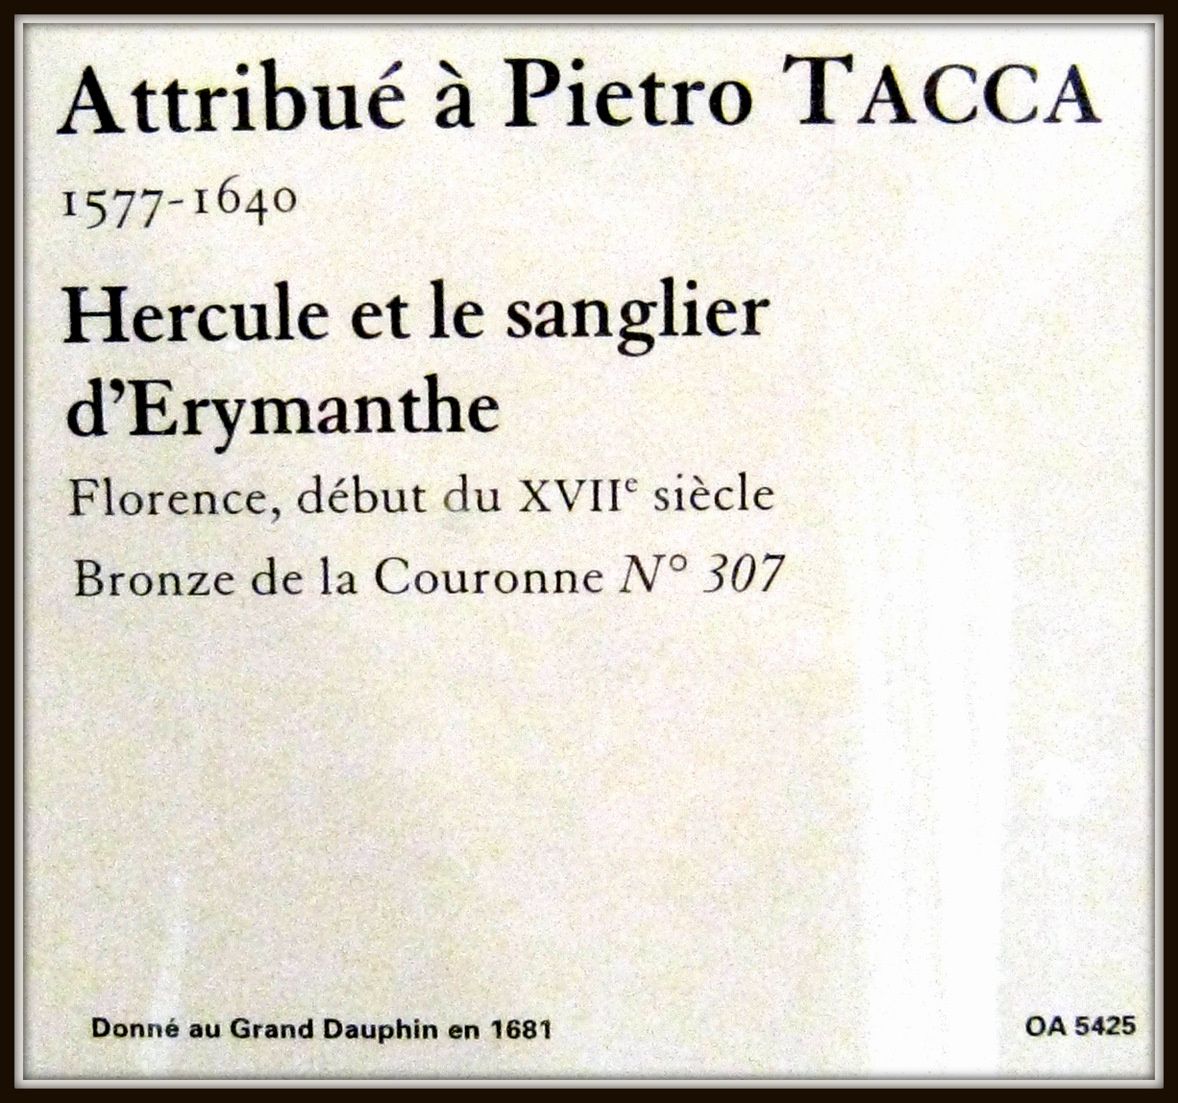 Attribué à Pietro TACCA
1577-1640
Hercule et le sanglier
d’Erymanthe
Florence, début du XVIIᵉ siècle
Bronze de la Couronne N° 307
Donné au Grand Dauphin en 1681
OA 5425